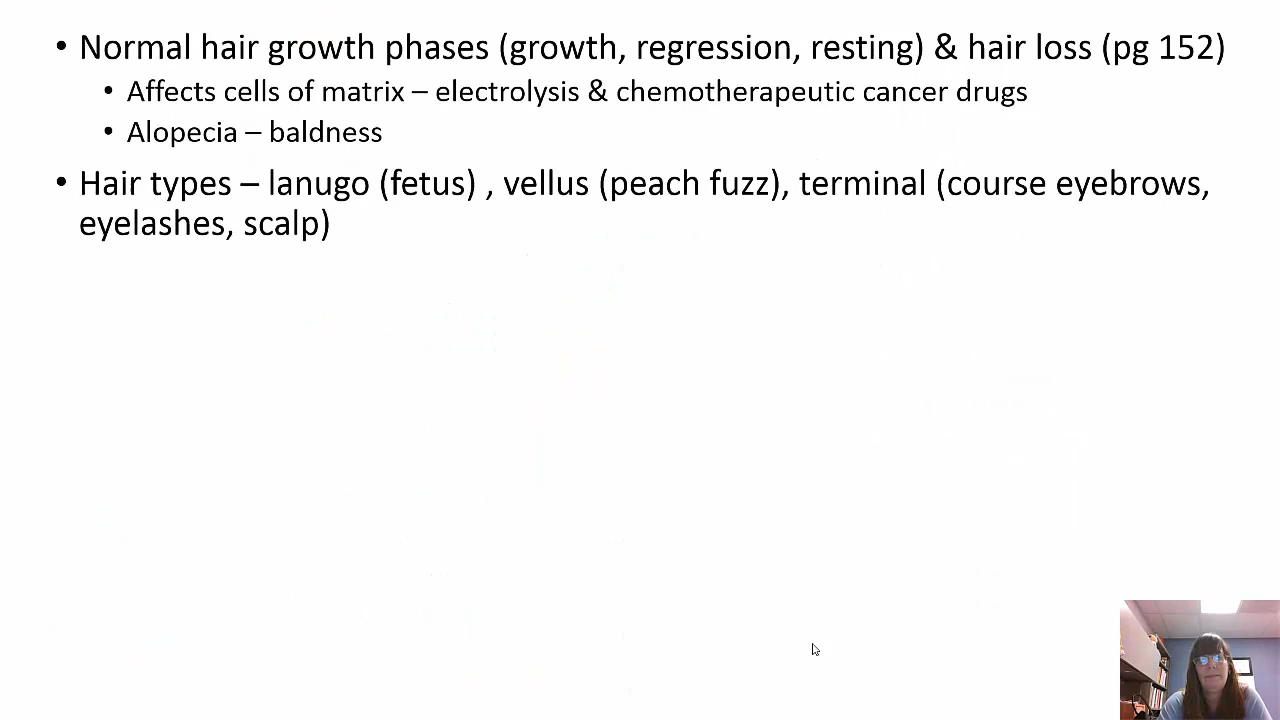 • Normal hair growth phases (growth, regression, resting) & hair loss (pg 152)
• Affects cells of matrix – electrolysis & chemotherapeutic cancer drugs
• Alopecia – baldness
• Hair types – lanugo (fetus) , vellus (peach fuzz), terminal (course eyebrows,
eyelashes, scalp)